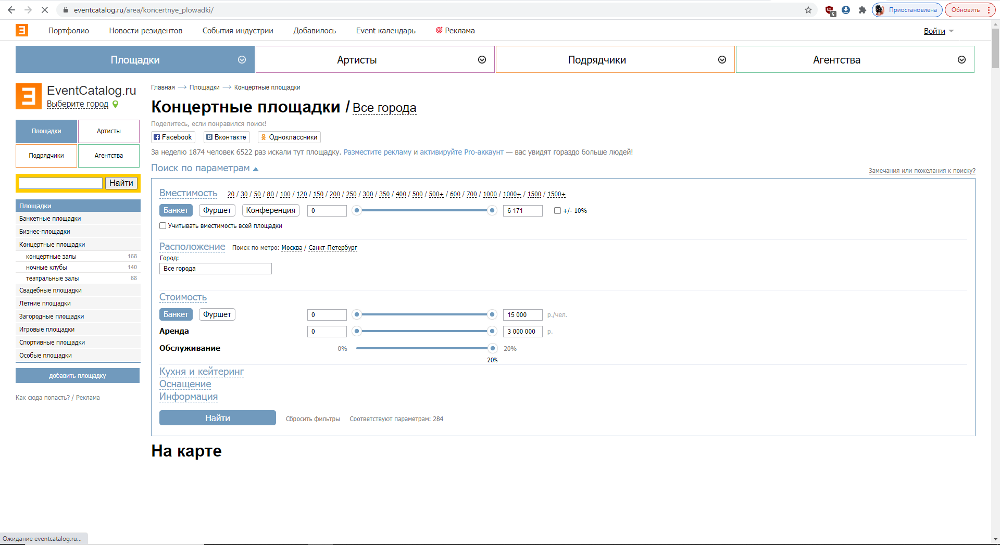 eventcatalog.ru/area/koncertnye_plowadki/
5
Приостановлена
Обновить
Портфолио Новости резидентов События индустрии Добавилось Event календарь Реклама
Войти
Площадки Артисты Подрядчики Агентства
EventCatalog.ru
Выберите город
Площадки Артисты
Подрядчики Агентства
Найти
Площадки
Банкетные площадки
Бизнес-площадки
Концертные площадки
концертные залы 168
ночные клубы 140
театральные залы 68
Свадебные площадки
Летние площадки
Загородные площадки
Игровые площадки
Спортивные площадки
Особые площадки
добавить площадку
Как сюда попасть? / Реклама
Главная → Площадки → Концертные площадки
Концертные площадки / Все города
Поделитесь, если понравился поиск!
Facebook Вконтакте Одноклассники
За неделю 1874 человек 6522 раз искали тут площадку. Разместите рекламу и активируйте Pro-аккаунт — вас увидят гораздо больше людей!
Поиск по параметрам
Замечания или пожелания к поиску?
Вместимость 20 / 30 / 50 / 80 / 100 / 120 / 150 / 200 / 250 / 300 / 350 / 400 / 500 / 500+ / 600 / 700 / 1000 / 1000+ / 1500 / 1500+
Банкет Фуршет Конференция 0 6 171 +/- 10%
Учитывать вместимость всей площадки
Расположение Поиск по метро: Москва / Санкт-Петербург
Город:
Все города
Стоимость
Банкет Фуршет 0 15 000 р./чел.
Аренда 0 3 000 000 р.
Обслуживание 0% 20%
20%
Кухня и кейтеринг
Оснащение
Информация
Найти Сбросить фильтры Соответствуют параметрам: 284
На карте
Ожидание eventcatalog.ru...